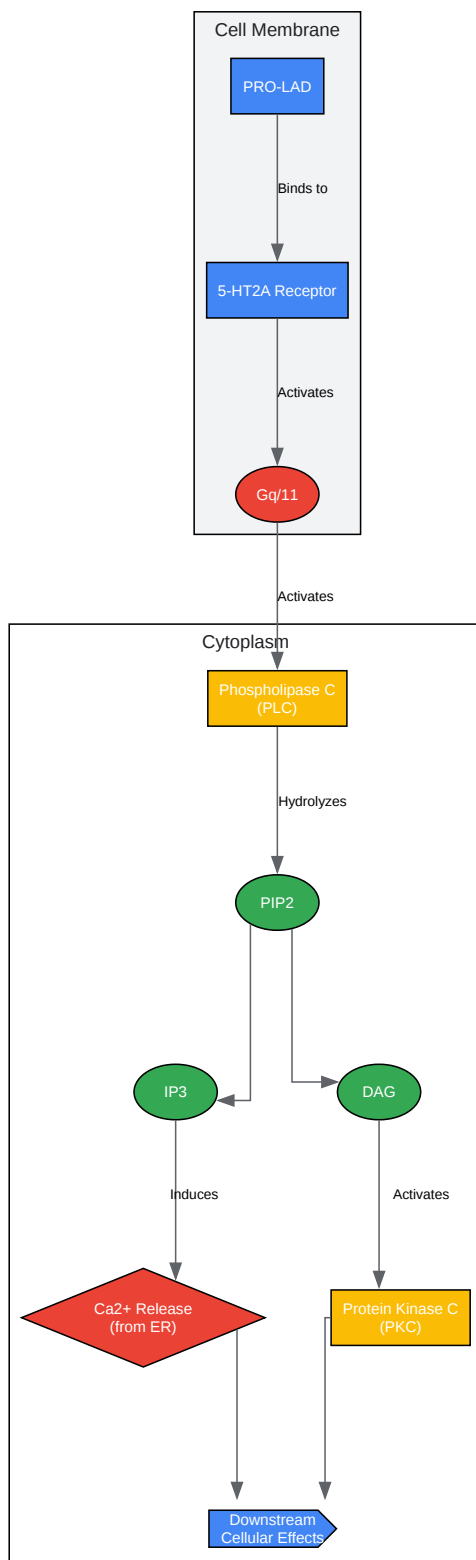 Cell Membrane
PRO-LAD
Binds to
5-HT2A Receptor
Activates
Gq/11
Activates
Cytoplasm
Phospholipase C
(PLC)
Hydrolyzes
PIP2
IP3
DAG
Induces
Activates
Ca2+ Release
(from ER)
Protein Kinase C
(PKC)
Downstream
Cellular Effects